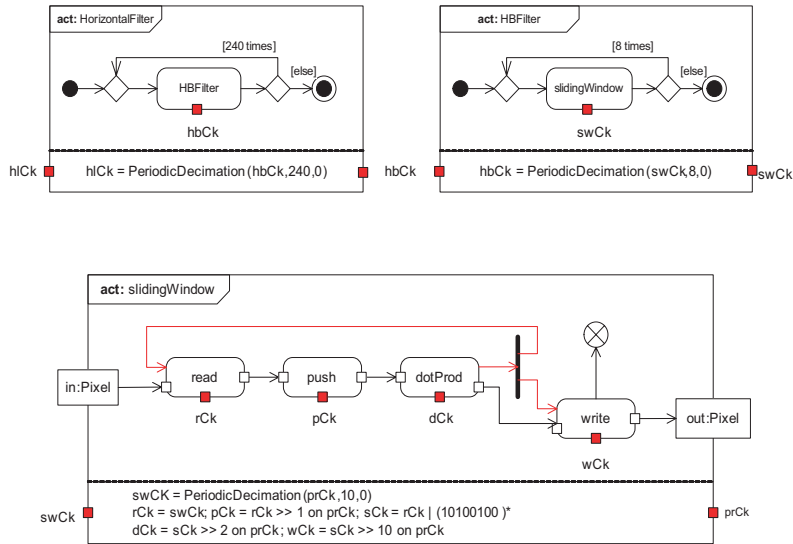 act: HorizontalFilter
[240 times]
[else]
HBFilter
hbCk
hlCk
hlCk = PeriodicDecimation (hbCk,240,0)
act: HBFilter
[8 times]
[else]
slidingWindow
swCk
hbCk
hbCk = PeriodicDecimation (swCk,8,0)
swCk
act: slidingWindow
in:Pixel
read
push
dotProd
write
out:Pixel
rCk
pCk
dCk
wCk
swCK = PeriodicDecimation (prCk,10,0)
rCk = swCk; pCk = rCk >> 1 on prCk; sCk = rCk | (10100100 )*
dCk = sCk >> 2 on prCk; wCk = sCk >> 10 on prCk
swCk
prCk